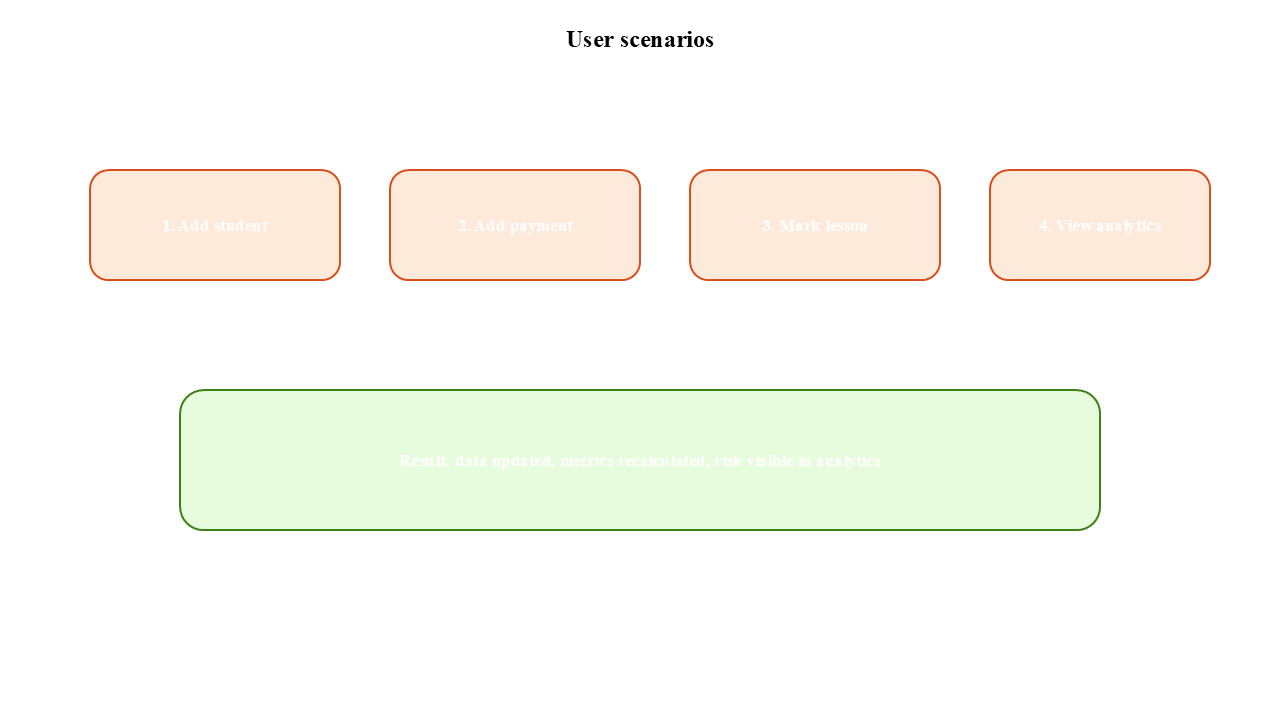 User scenarios
1. Add student
2. Add payment
3. Mark lesson
4. View analytics
Result: data updated, metrics recalculated, risk visible in analytics